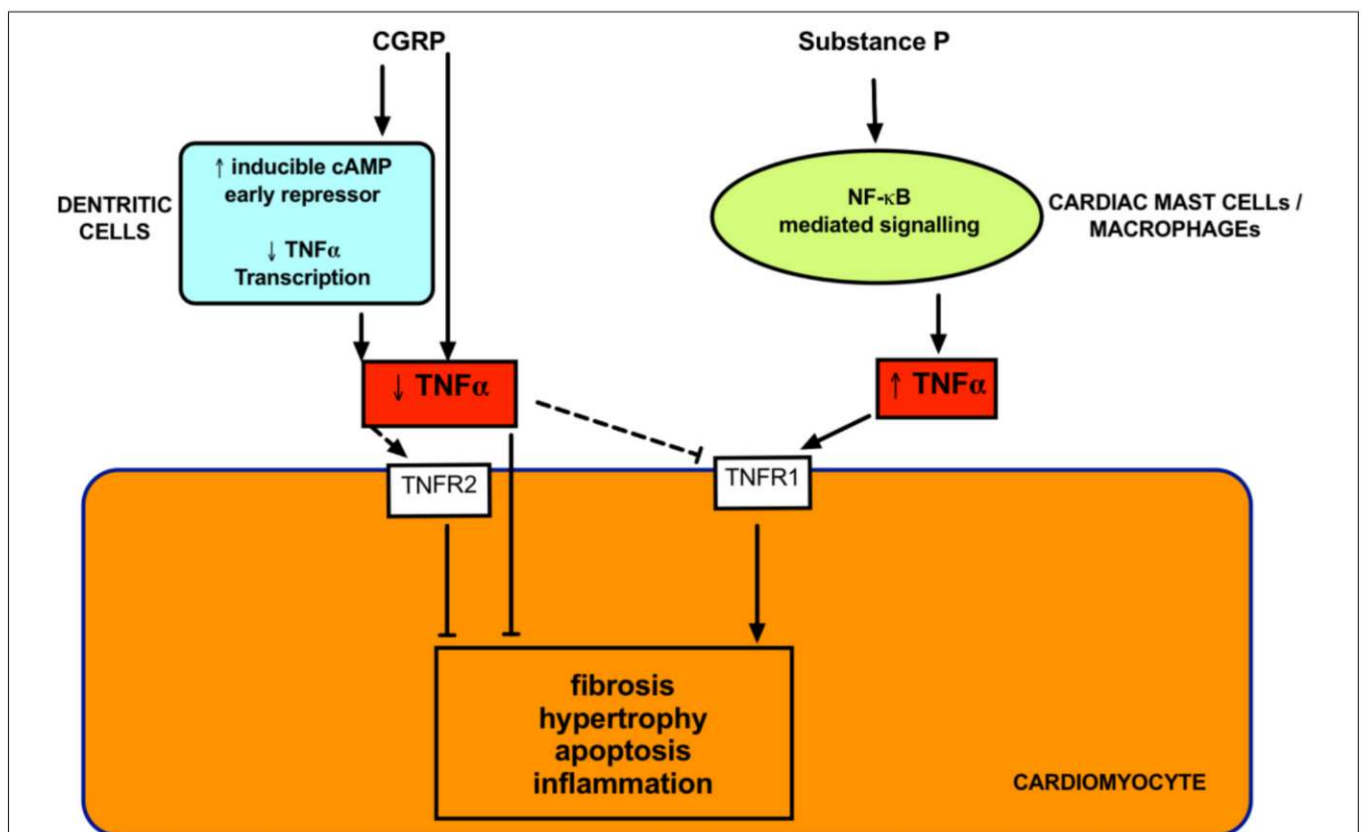 CGRP
Substance P
↑ inducible cAMP
early repressor
↓ TNFα
Transcription
DENTRITIC
CELLS
NF-κB
mediated signalling
CARDIAC MAST CELLs /
MACROPHAGEs
↓ TNFα
↑ TNFα
TNFR2
TNFR1
fibrosis
hypertrophy
apoptosis
inflammation
CARDIOMYOCYTE